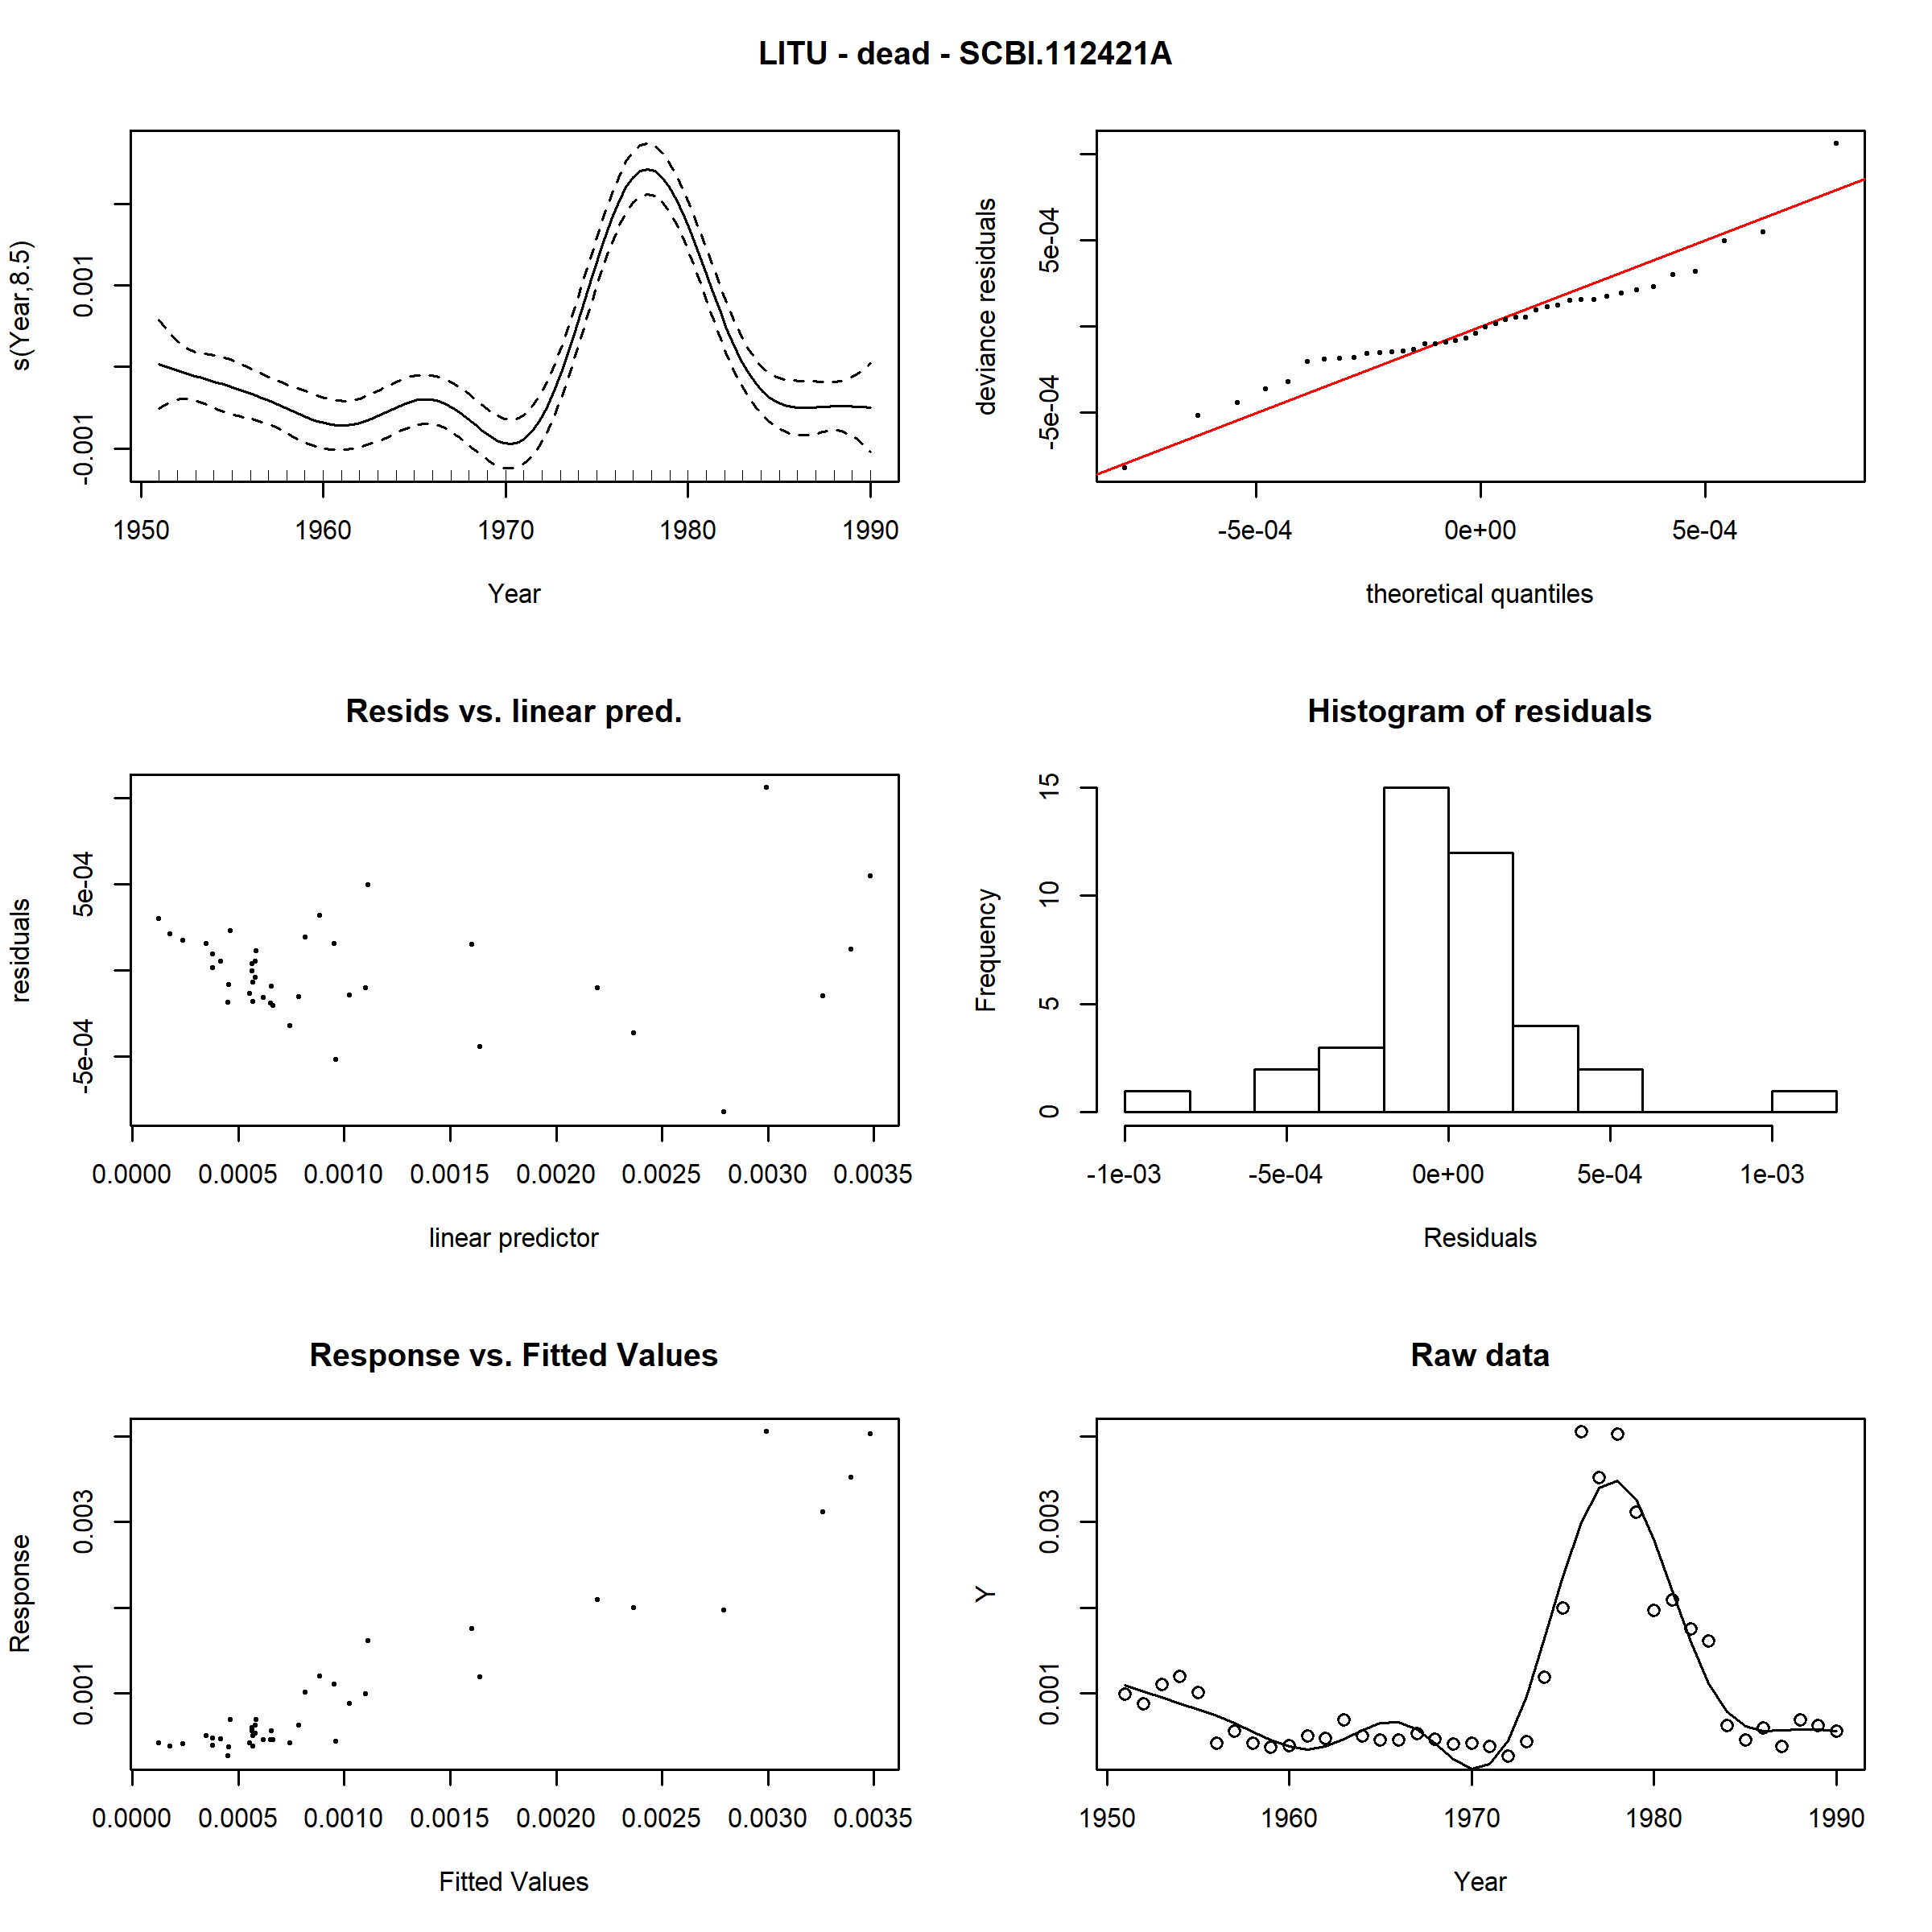 LITU - dead - SCBI.112421A
s(Year,8.5)
0.001
-0.001
1950 1960 1970 1980 1990
Year
deviance residuals
5e-04
-5e-04
-5e-04 0e+00 5e-04
theoretical quantiles
Resids vs. linear pred.
residuals
5e-04
-5e-04
0.0000 0.0005 0.0010 0.0015 0.0020 0.0025 0.0030 0.0035
linear predictor
Histogram of residuals
Frequency
15
10
5
0
-1e-03 -5e-04 0e+00 5e-04 1e-03
Residuals
Response vs. Fitted Values
Response
0.003
0.001
0.0000 0.0005 0.0010 0.0015 0.0020 0.0025 0.0030 0.0035
Fitted Values
Raw data
Y
0.003
0.001
1950 1960 1970 1980 1990
Year